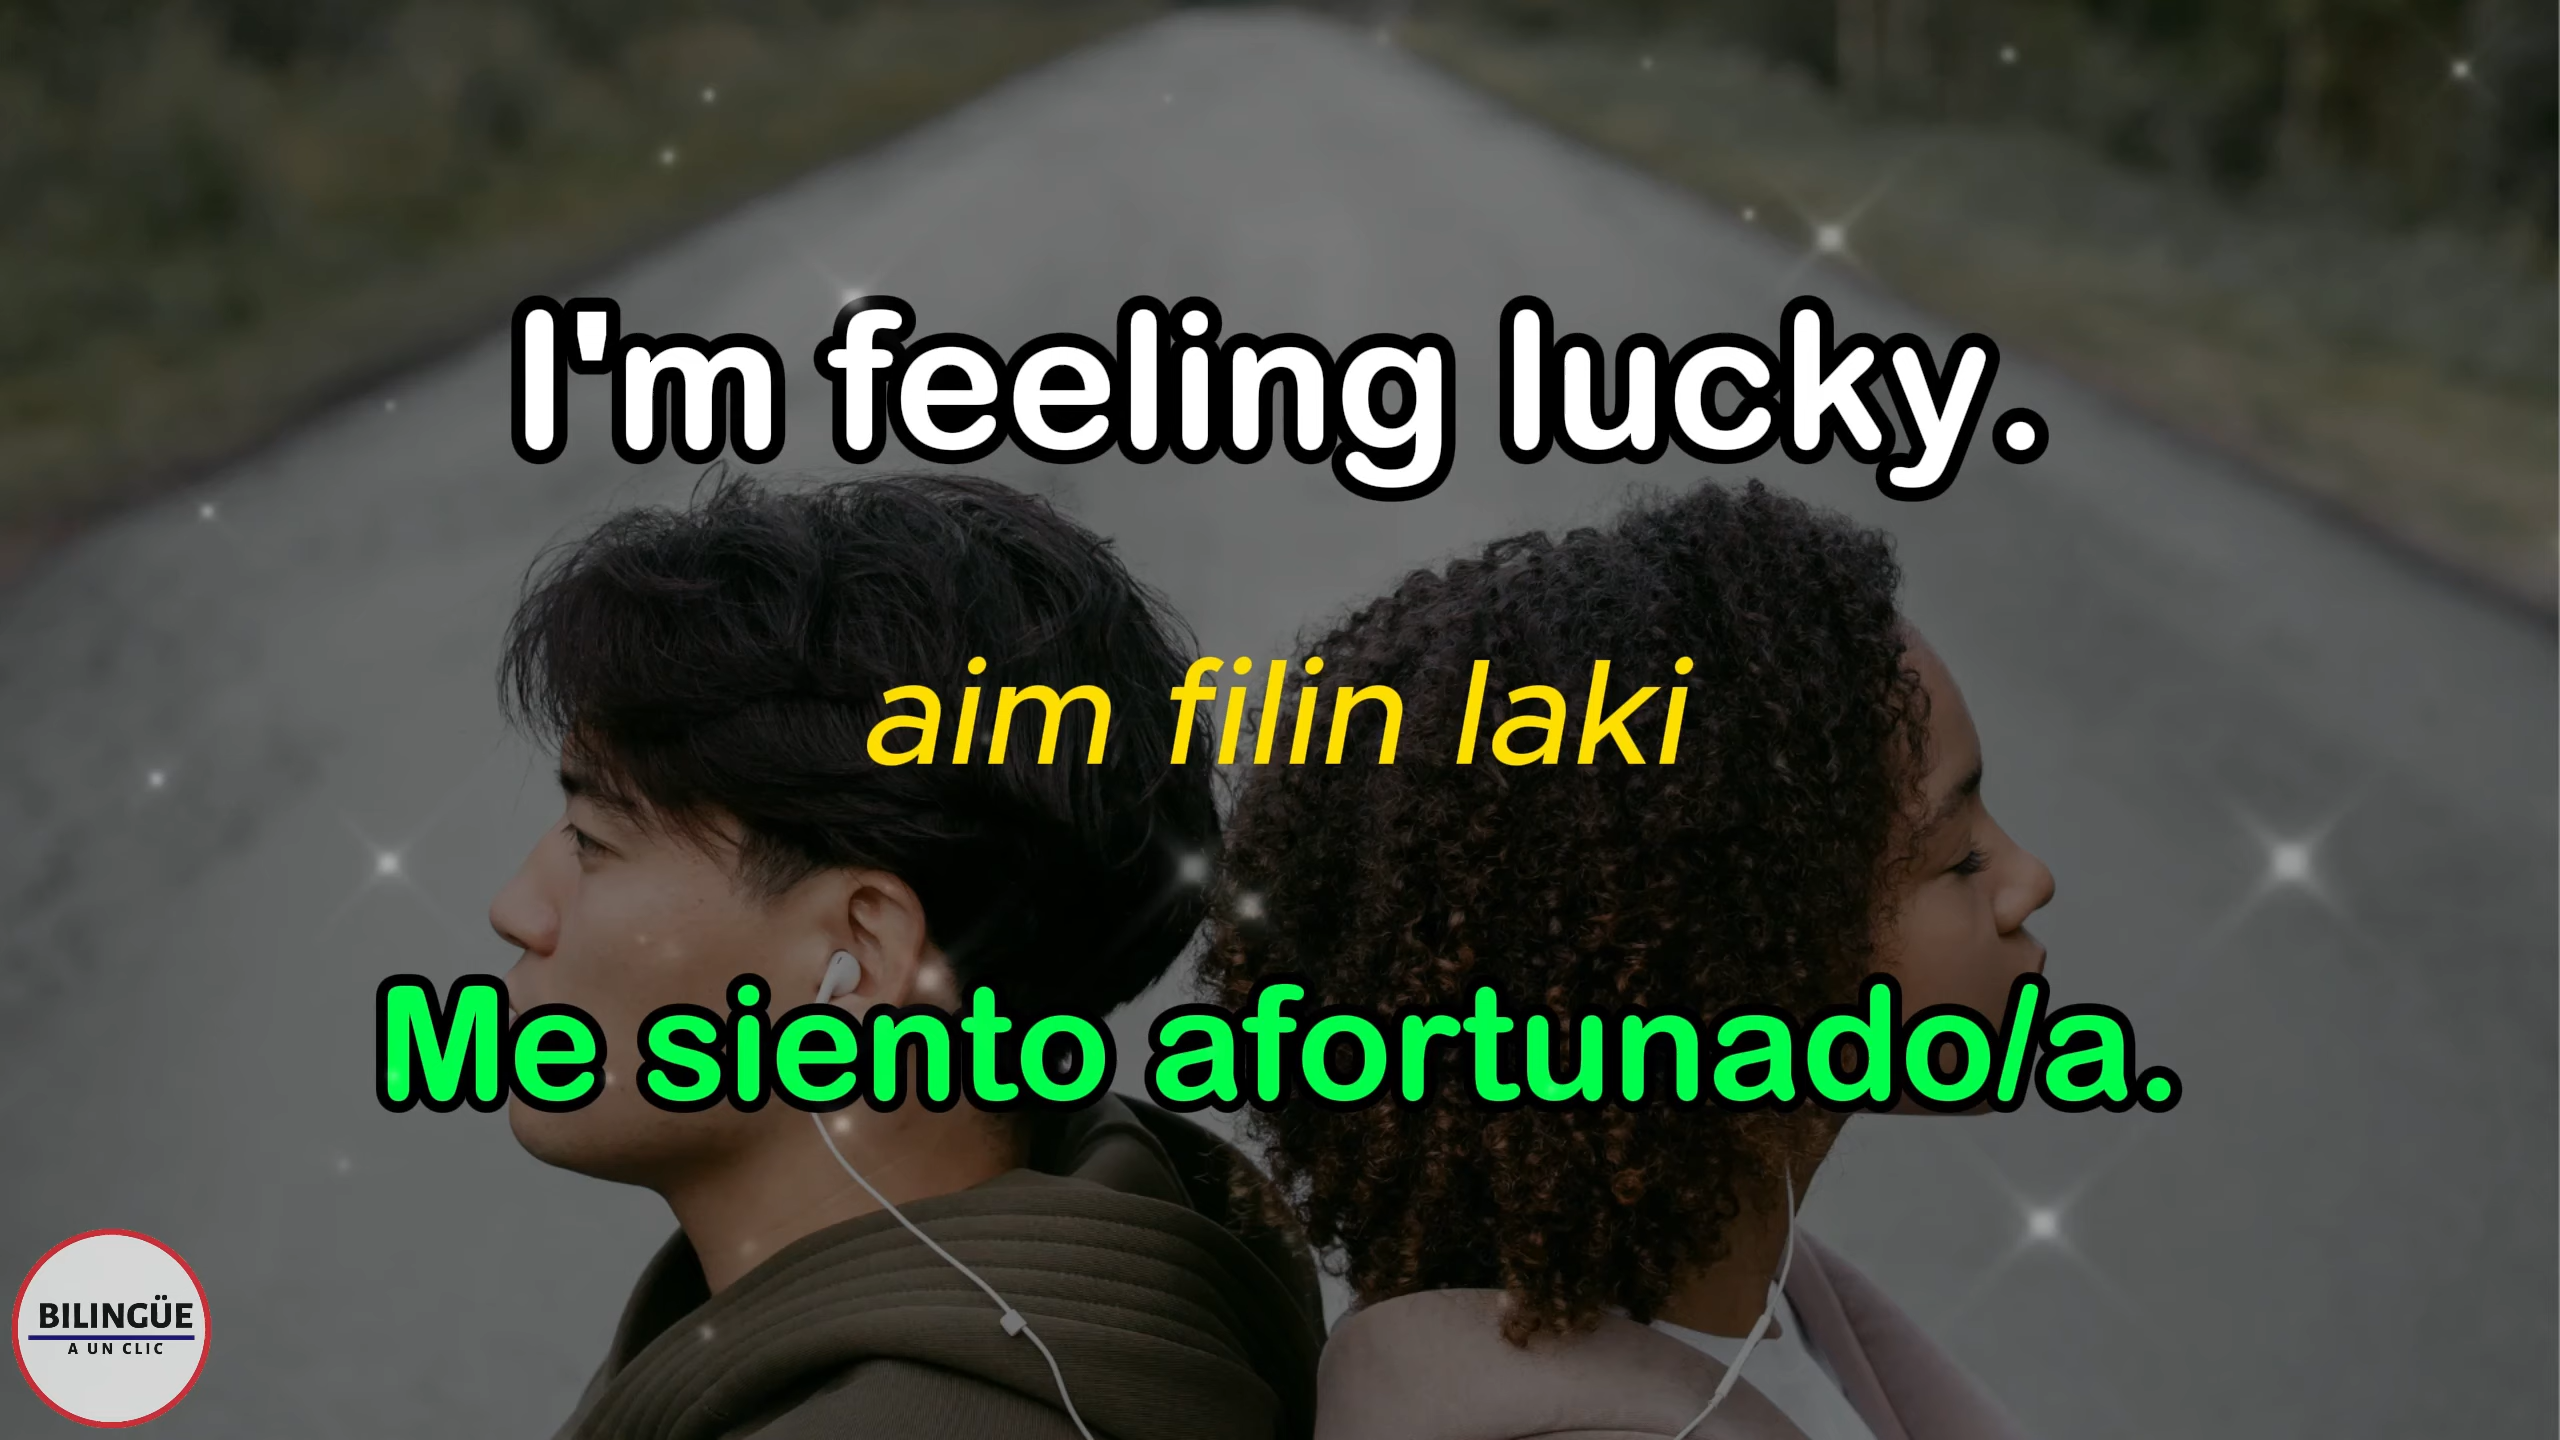 I'm feeling lucky.
aim filin laki
Me siento afortunado/a.
BILINGÜE
A UN CLIC